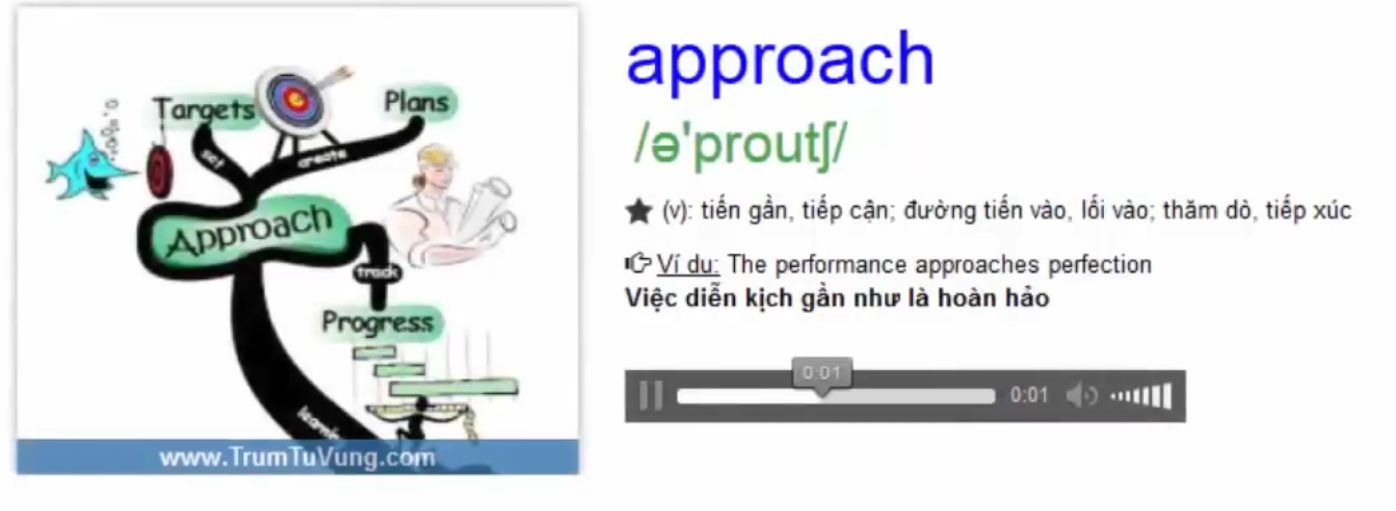 Targets
Plans
set
create
Approach
track
Progress
www.TrumTuVung.com
approach
/ə'proutʃ/
(v): tiến gần, tiếp cận; đường tiến vào, lối vào; thăm dò, tiếp xúc
Ví dụ: The performance approaches perfection
Việc diễn kịch gần như là hoàn hảo
0:01
0:01